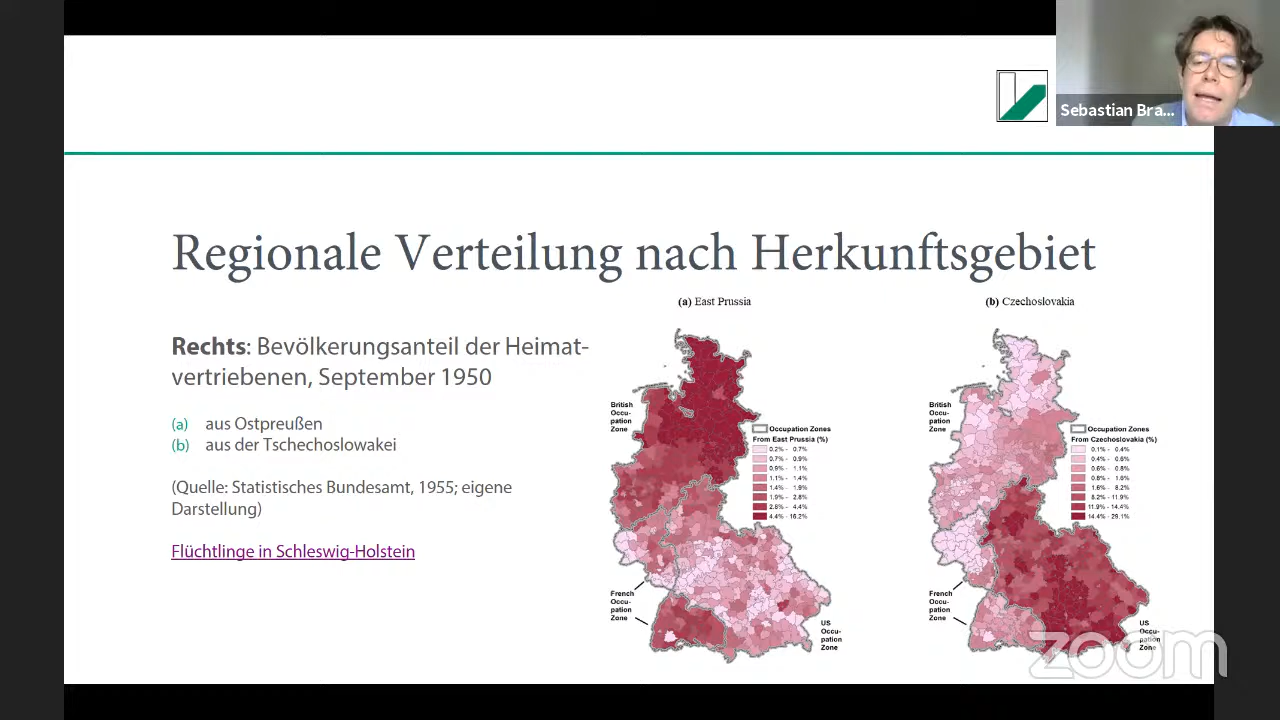 Sebastian Bra...
Regionale Verteilung nach Herkunftsgebiet
Rechts: Bevölkerungsanteil der Heimat-
vertriebenen, September 1950
(a) aus Ostpreußen
(b) aus der Tschechoslowakei
(Quelle: Statistisches Bundesamt, 1955; eigene
Darstellung)
Flüchtlinge in Schleswig-Holstein
(a) East Prussia
British
Occu-
pation
Zone
Occupation Zones
From East Prussia (%)
0.2% - 0.7%
0.7% - 0.9%
0.9% - 1.1%
1.1% - 1.4%
1.4% - 1.9%
1.9% - 2.8%
2.8% - 4.4%
4.4% - 16.2%
French
Occu-
pation
Zone
US
Occu-
pation
Zone
(b) Czechoslovakia
British
Occu-
pation
Zone
Occupation Zones
From Czechoslovakia (%)
0.1% - 0.4%
0.4% - 0.6%
0.6% - 0.8%
1.6% - 8.2%
8.2% - 11.9%
11.9% - 14.4%
14.4% - 29.1%
French
Occu-
pation
Zone
US
Occu-
pation
Zone
zoom